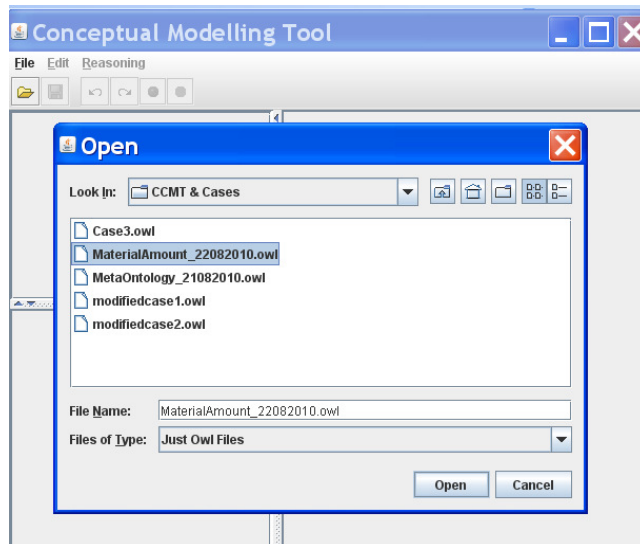 Conceptual Modelling Tool
File Edit Reasoning
Open
Look In: CCMT & Cases
Case3.owl
MaterialAmount_22082010.owl
MetaOntology_21082010.owl
modifiedcase1.owl
modifiedcase2.owl
File Name: MaterialAmount_22082010.owl
Files of Type: Just Owl Files
Open Cancel